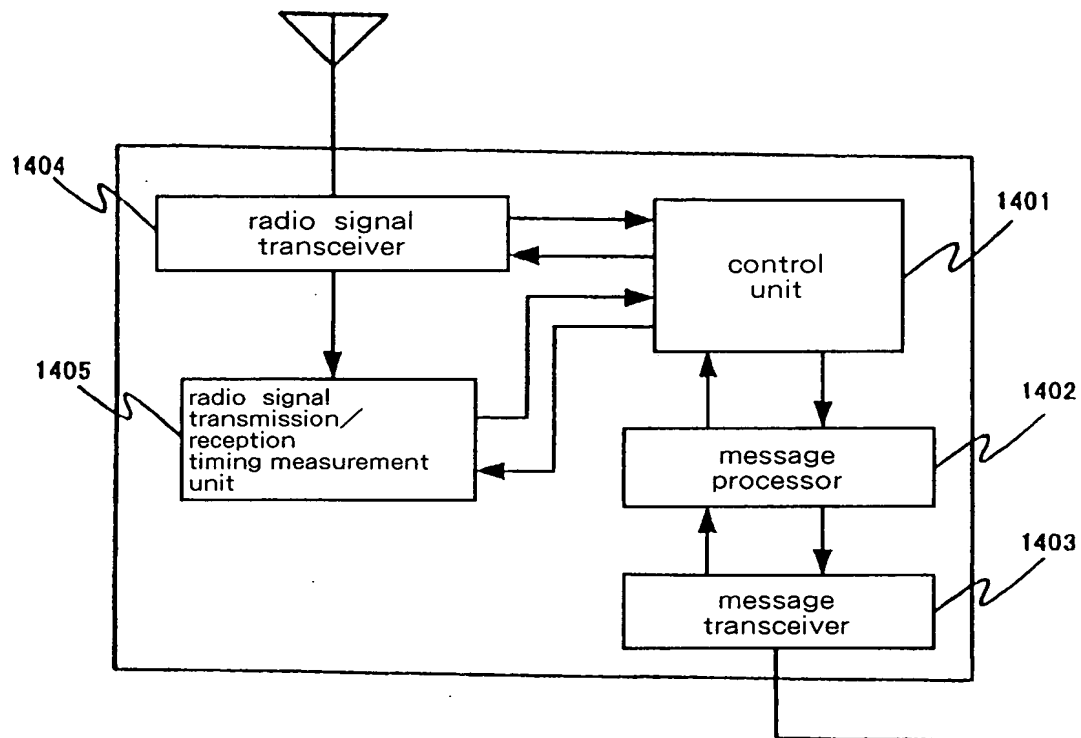 1404
radio signal
transceiver
control
unit
1401
1405
radio signal
transmission/
reception
timing measurement
unit
message
processor
1402
message
transceiver
1403